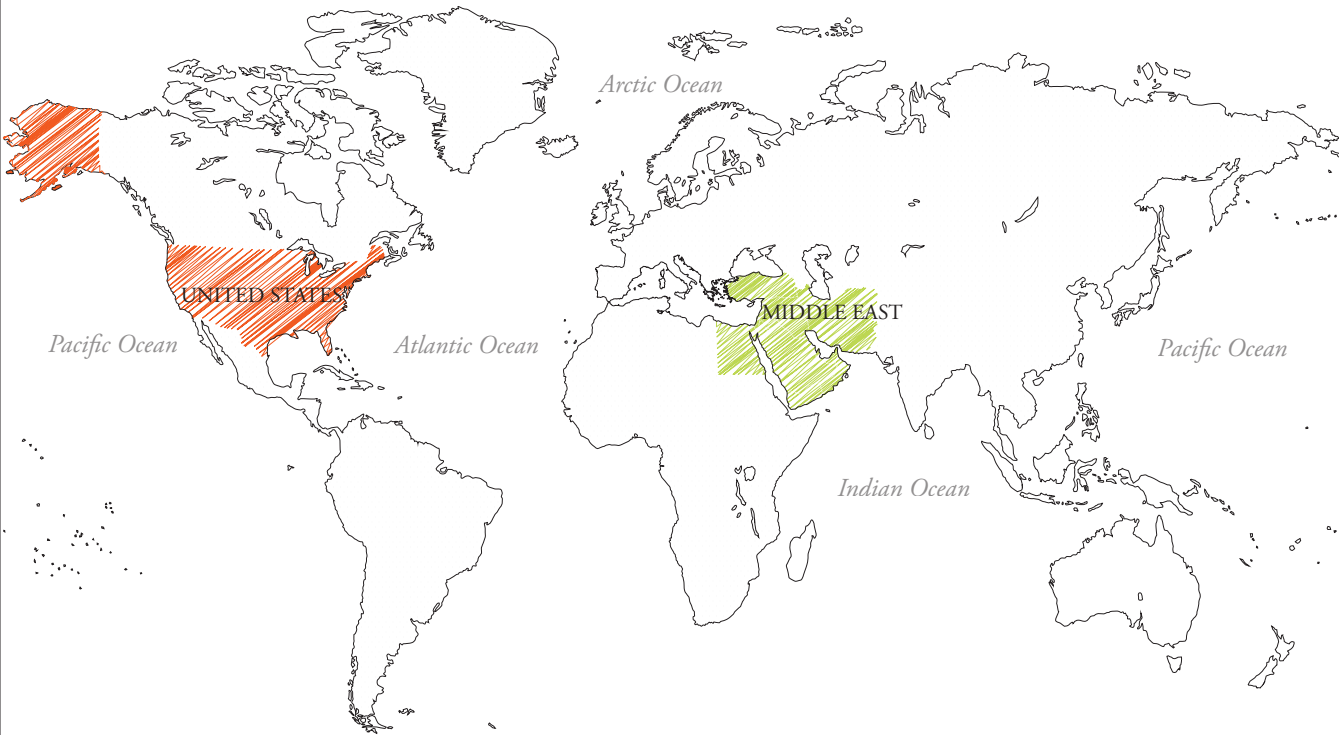 Arctic Ocean
UNITED STATES
MIDDLE EAST
Pacific Ocean
Atlantic Ocean
Pacific Ocean
Indian Ocean